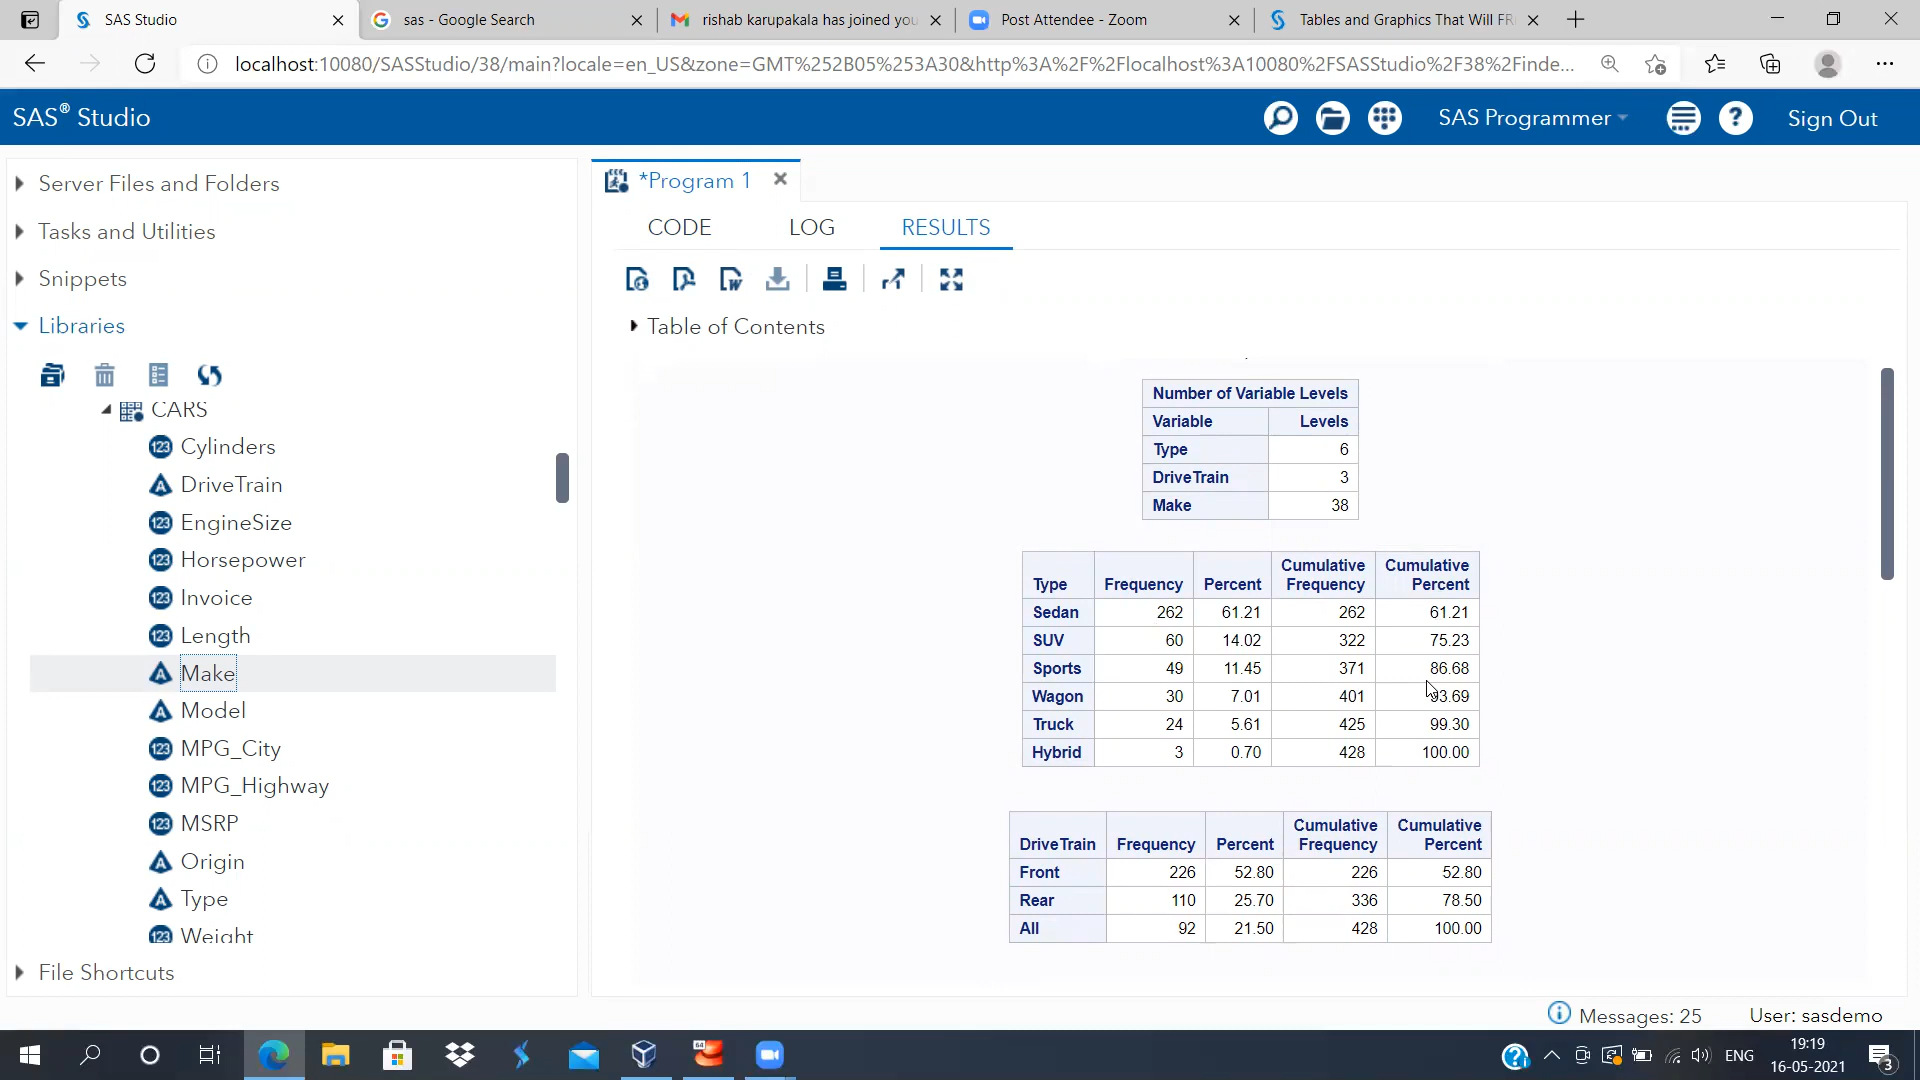 SAS Studio
sas - Google Search
rishab karupakala has joined you
Post Attendee - Zoom
Tables and Graphics That Will FR
localhost:10080/SASStudio/38/main?locale=en_US&zone=GMT%252B05%253A30&http%3A%2F%2Flocalhost%3A10080%2FSASStudio%2F38%2Finde...
SAS® Studio
SAS Programmer
Sign Out
Server Files and Folders
Tasks and Utilities
Snippets
Libraries
CARS
Cylinders
DriveTrain
EngineSize
Horsepower
Invoice
Length
Make
Model
MPG_City
MPG_Highway
MSRP
Origin
Type
Weight
File Shortcuts
*Program 1
CODE LOG RESULTS
Table of Contents
Number of Variable Levels
Variable Levels
Type 6
DriveTrain 3
Make 38
Type Frequency Percent Cumulative Frequency Cumulative Percent
Sedan 262 61.21 262 61.21
SUV 60 14.02 322 75.23
Sports 49 11.45 371 86.68
Wagon 30 7.01 401 93.69
Truck 24 5.61 425 99.30
Hybrid 3 0.70 428 100.00
DriveTrain Frequency Percent Cumulative Frequency Cumulative Percent
Front 226 52.80 226 52.80
Rear 110 25.70 336 78.50
All 92 21.50 428 100.00
Messages: 25
User: sasdemo
ENG
19:19
16-05-2021
3